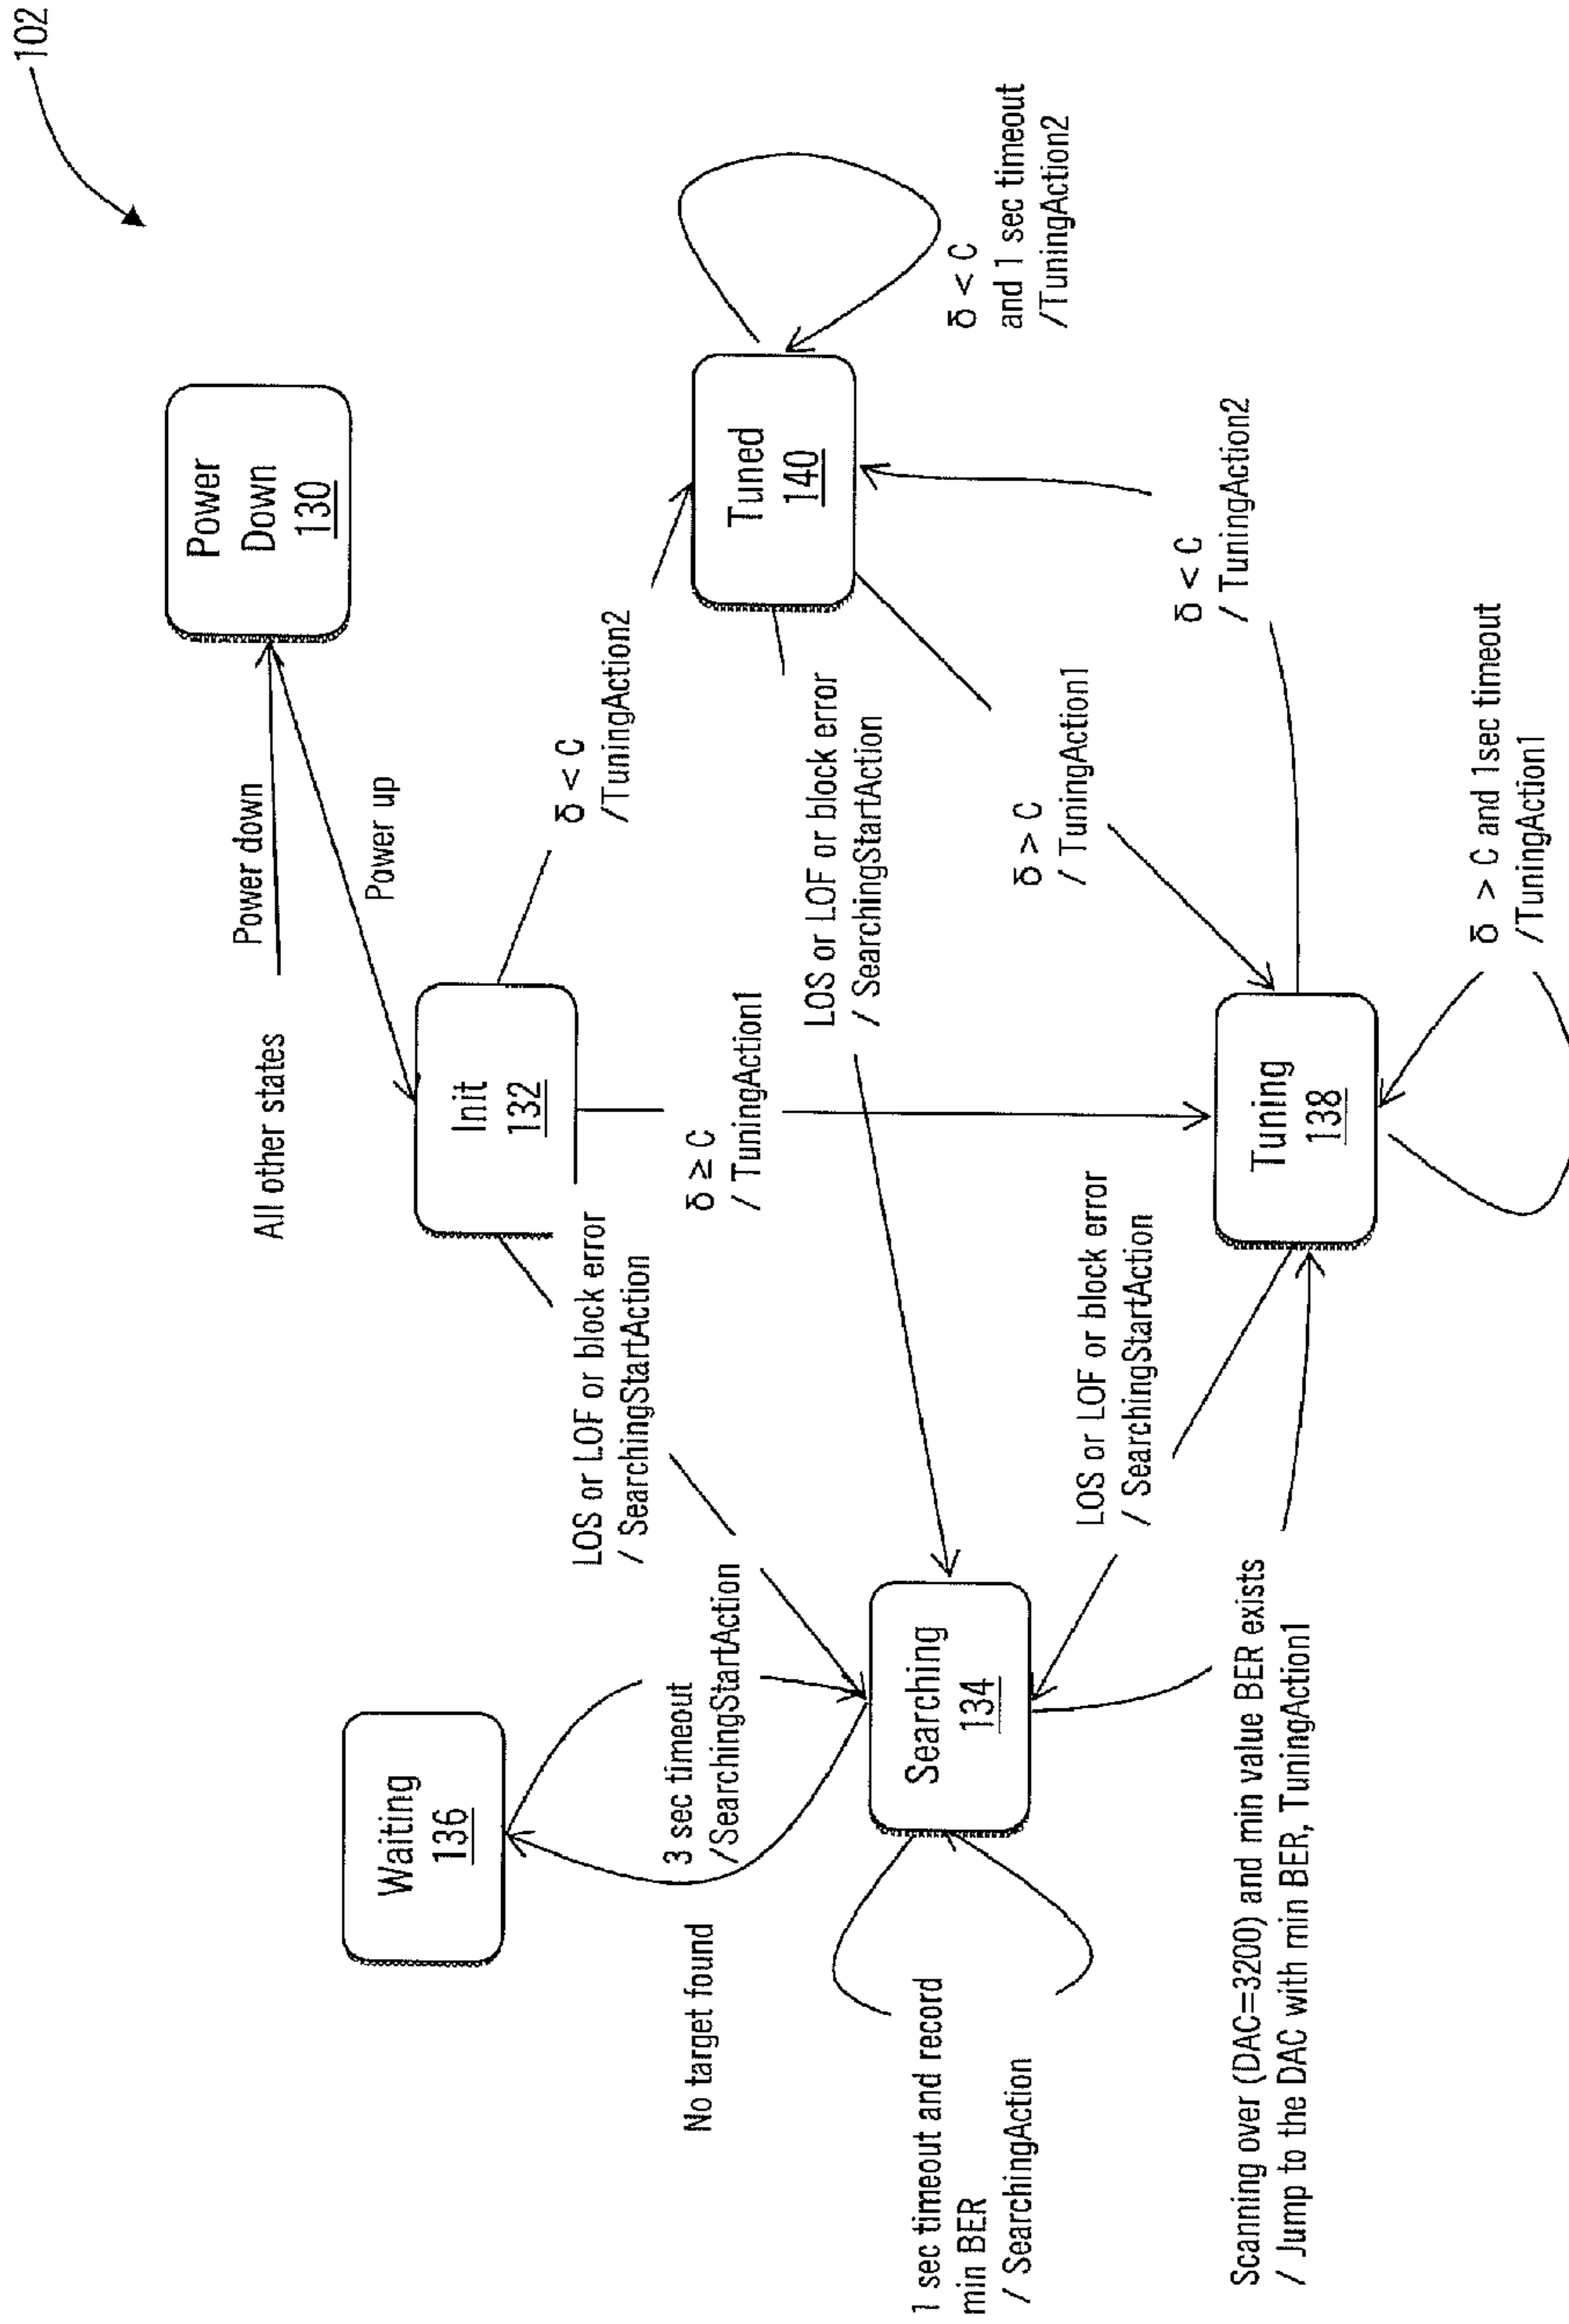 102
Power
Down
130
Power down
All other states
Power up
Init
132
δ < C
/TuningAction2
Tuned
140
δ < C
and 1 sec timeout
/TuningAction2
LOS or LOF or block error
/ SearchingStartAction
δ ≥ C
/ TuningAction1
LOS or LOF or block error
/ SearchingStartAction
δ > C
/ TuningAction1
δ < C
/ TuningAction2
Waiting
136
3 sec timeout
/SearchingStartAction
No target found
Searching
134
LOS or LOF or block error
/ SearchingStartAction
Tuning
138
δ > C and 1sec timeout
/TuningAction1
1 sec timeout and record
min BER
/ SearchingAction
Scanning over (DAC=3200) and min value BER exists
/ Jump to the DAC with min BER, TuningAction1